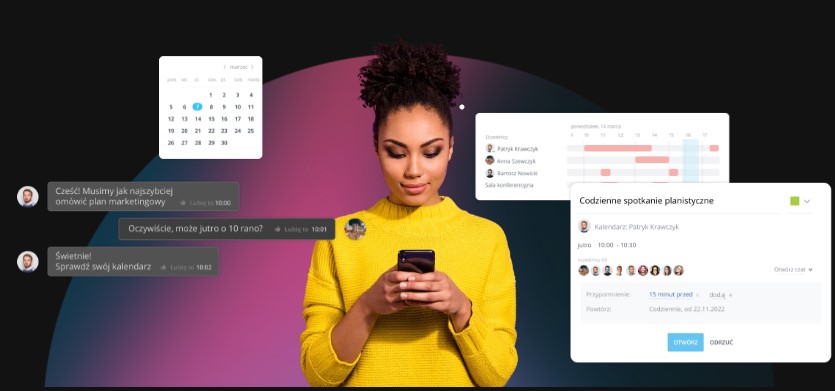 marzec
pon. wt. śr. czw. pt. sob. niedz.
1 2 3 4
5 6 7 8 9 10 11
12 13 14 15 16 17 18
19 20 21 22 23 24 25
26 27 28 29 30
Cześć! Musimy jak najszybciej
omówić plan marketingowy Lubię to 10:00
Oczywiście, może jutro o 10 rano? Lubię to 10:01
Świetnie!
Sprawdź swój kalendarz Lubię to 10:02
poniedziałek, 14 marca
Uczestnicy 9 10 11 12 13 14 15 16 17
Patryk Krawczyk
Anna Szewczyk
Bartosz Nowicki
Sala konferencyjna
Codzienne spotkanie planistyczne
Kalendarz: Patryk Krawczyk
jutro 10:00 - 10:30
Otwórz czat
Przypomnienie: 15 minut przed × dodaj +
Powtórz: Codziennie, od 22.11.2022
OTWÓRZ ODRZUĆ